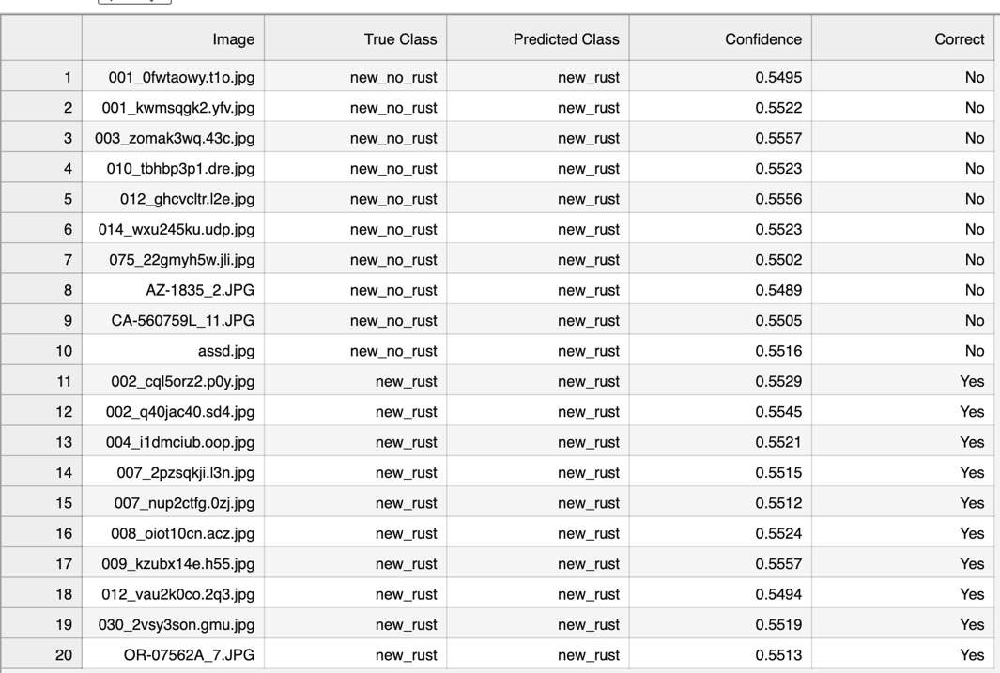 Image True Class Predicted Class Confidence Correct
1 001_0fwtaowy.t1o.jpg new_no_rust new_rust 0.5495 No
2 001_kwmsqgk2.yfv.jpg new_no_rust new_rust 0.5522 No
3 003_zomak3wq.43c.jpg new_no_rust new_rust 0.5557 No
4 010_tbhbp3p1.dre.jpg new_no_rust new_rust 0.5523 No
5 012_ghcvcltr.l2e.jpg new_no_rust new_rust 0.5556 No
6 014_wxu245ku.udp.jpg new_no_rust new_rust 0.5523 No
7 075_22gmyh5w.jli.jpg new_no_rust new_rust 0.5502 No
8 AZ-1835_2.JPG new_no_rust new_rust 0.5489 No
9 CA-560759L_11.JPG new_no_rust new_rust 0.5505 No
10 assd.jpg new_no_rust new_rust 0.5516 No
11 002_cql5orz2.p0y.jpg new_rust new_rust 0.5529 Yes
12 002_q40jac40.sd4.jpg new_rust new_rust 0.5545 Yes
13 004_i1dmciub.oop.jpg new_rust new_rust 0.5521 Yes
14 007_2pzsqkji.l3n.jpg new_rust new_rust 0.5515 Yes
15 007_nup2ctfg.0zj.jpg new_rust new_rust 0.5512 Yes
16 008_oiot10cn.acz.jpg new_rust new_rust 0.5524 Yes
17 009_kzubx14e.h55.jpg new_rust new_rust 0.5557 Yes
18 012_vau2k0co.2q3.jpg new_rust new_rust 0.5494 Yes
19 030_2vsy3son.gmu.jpg new_rust new_rust 0.5519 Yes
20 OR-07562A_7.JPG new_rust new_rust 0.5513 Yes